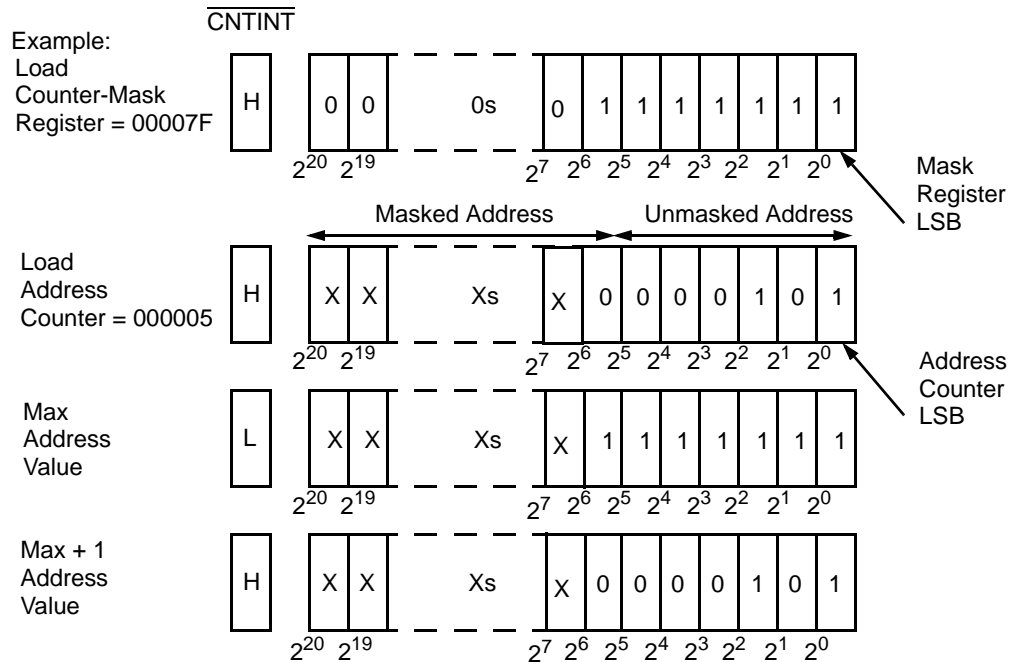 CNTINT
Example:
Load
Counter-Mask
Register = 00007F
H 0 0 0s 0 1 1 1 1 1 1 1
2^20 2^19 2^7 2^6 2^5 2^4 2^3 2^2 2^1 2^0
Mask
Register
LSB
Masked Address Unmasked Address
Load
Address
Counter = 000005
H X X Xs X 0 0 0 0 1 0 1
2^20 2^19 2^7 2^6 2^5 2^4 2^3 2^2 2^1 2^0
Address
Counter
LSB
Max
Address
Value
L X X Xs X 1 1 1 1 1 1 1
2^20 2^19 2^7 2^6 2^5 2^4 2^3 2^2 2^1 2^0
Max + 1
Address
Value
H X X Xs X 0 0 0 0 1 0 1
2^20 2^19 2^7 2^6 2^5 2^4 2^3 2^2 2^1 2^0